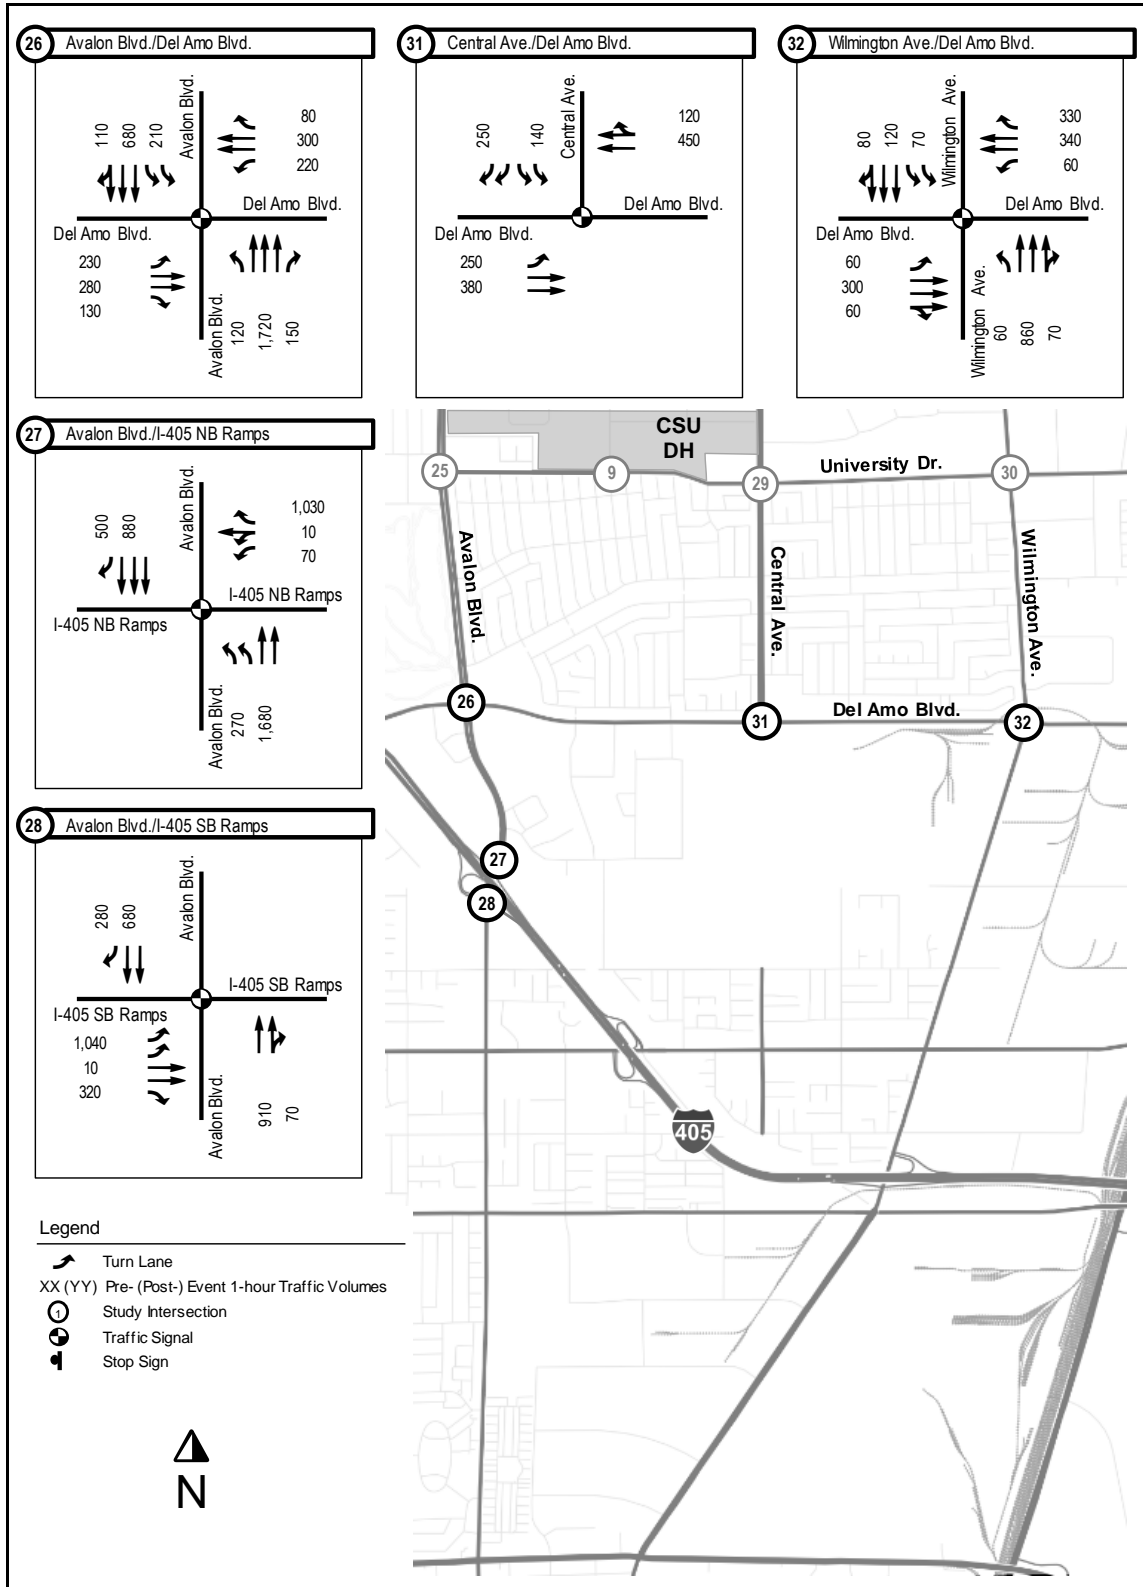 26 Avalon Blvd./Del Amo Blvd.
Avalon Blvd.
110 680 210
80
300
220
Del Amo Blvd.
Del Amo Blvd.
230
280
130
Avalon Blvd.
120 1,720 150
31 Central Ave./Del Amo Blvd.
Central Ave.
250 140
120
450
Del Amo Blvd.
Del Amo Blvd.
250
380
32 Wilmington Ave./Del Amo Blvd.
Wilmington Ave.
80 120 70
330
340
60
Del Amo Blvd.
Del Amo Blvd.
60
300
60
Wilmington Ave.
60 860 70
27 Avalon Blvd./I-405 NB Ramps
Avalon Blvd.
500 880
1,030
10
70
I-405 NB Ramps
I-405 NB Ramps
Avalon Blvd.
270 1,680
28 Avalon Blvd./I-405 SB Ramps
Avalon Blvd.
280 680
I-405 SB Ramps
I-405 SB Ramps
1,040
10
320
Avalon Blvd.
910 70
CSU
DH
25
9
29
University Dr.
30
Avalon Blvd.
Central Ave.
Wilmington Ave.
26
31
Del Amo Blvd.
32
27
28
405
Legend
Turn Lane
XX (YY) Pre- (Post-) Event 1-hour Traffic Volumes
1 Study Intersection
Traffic Signal
Stop Sign
N